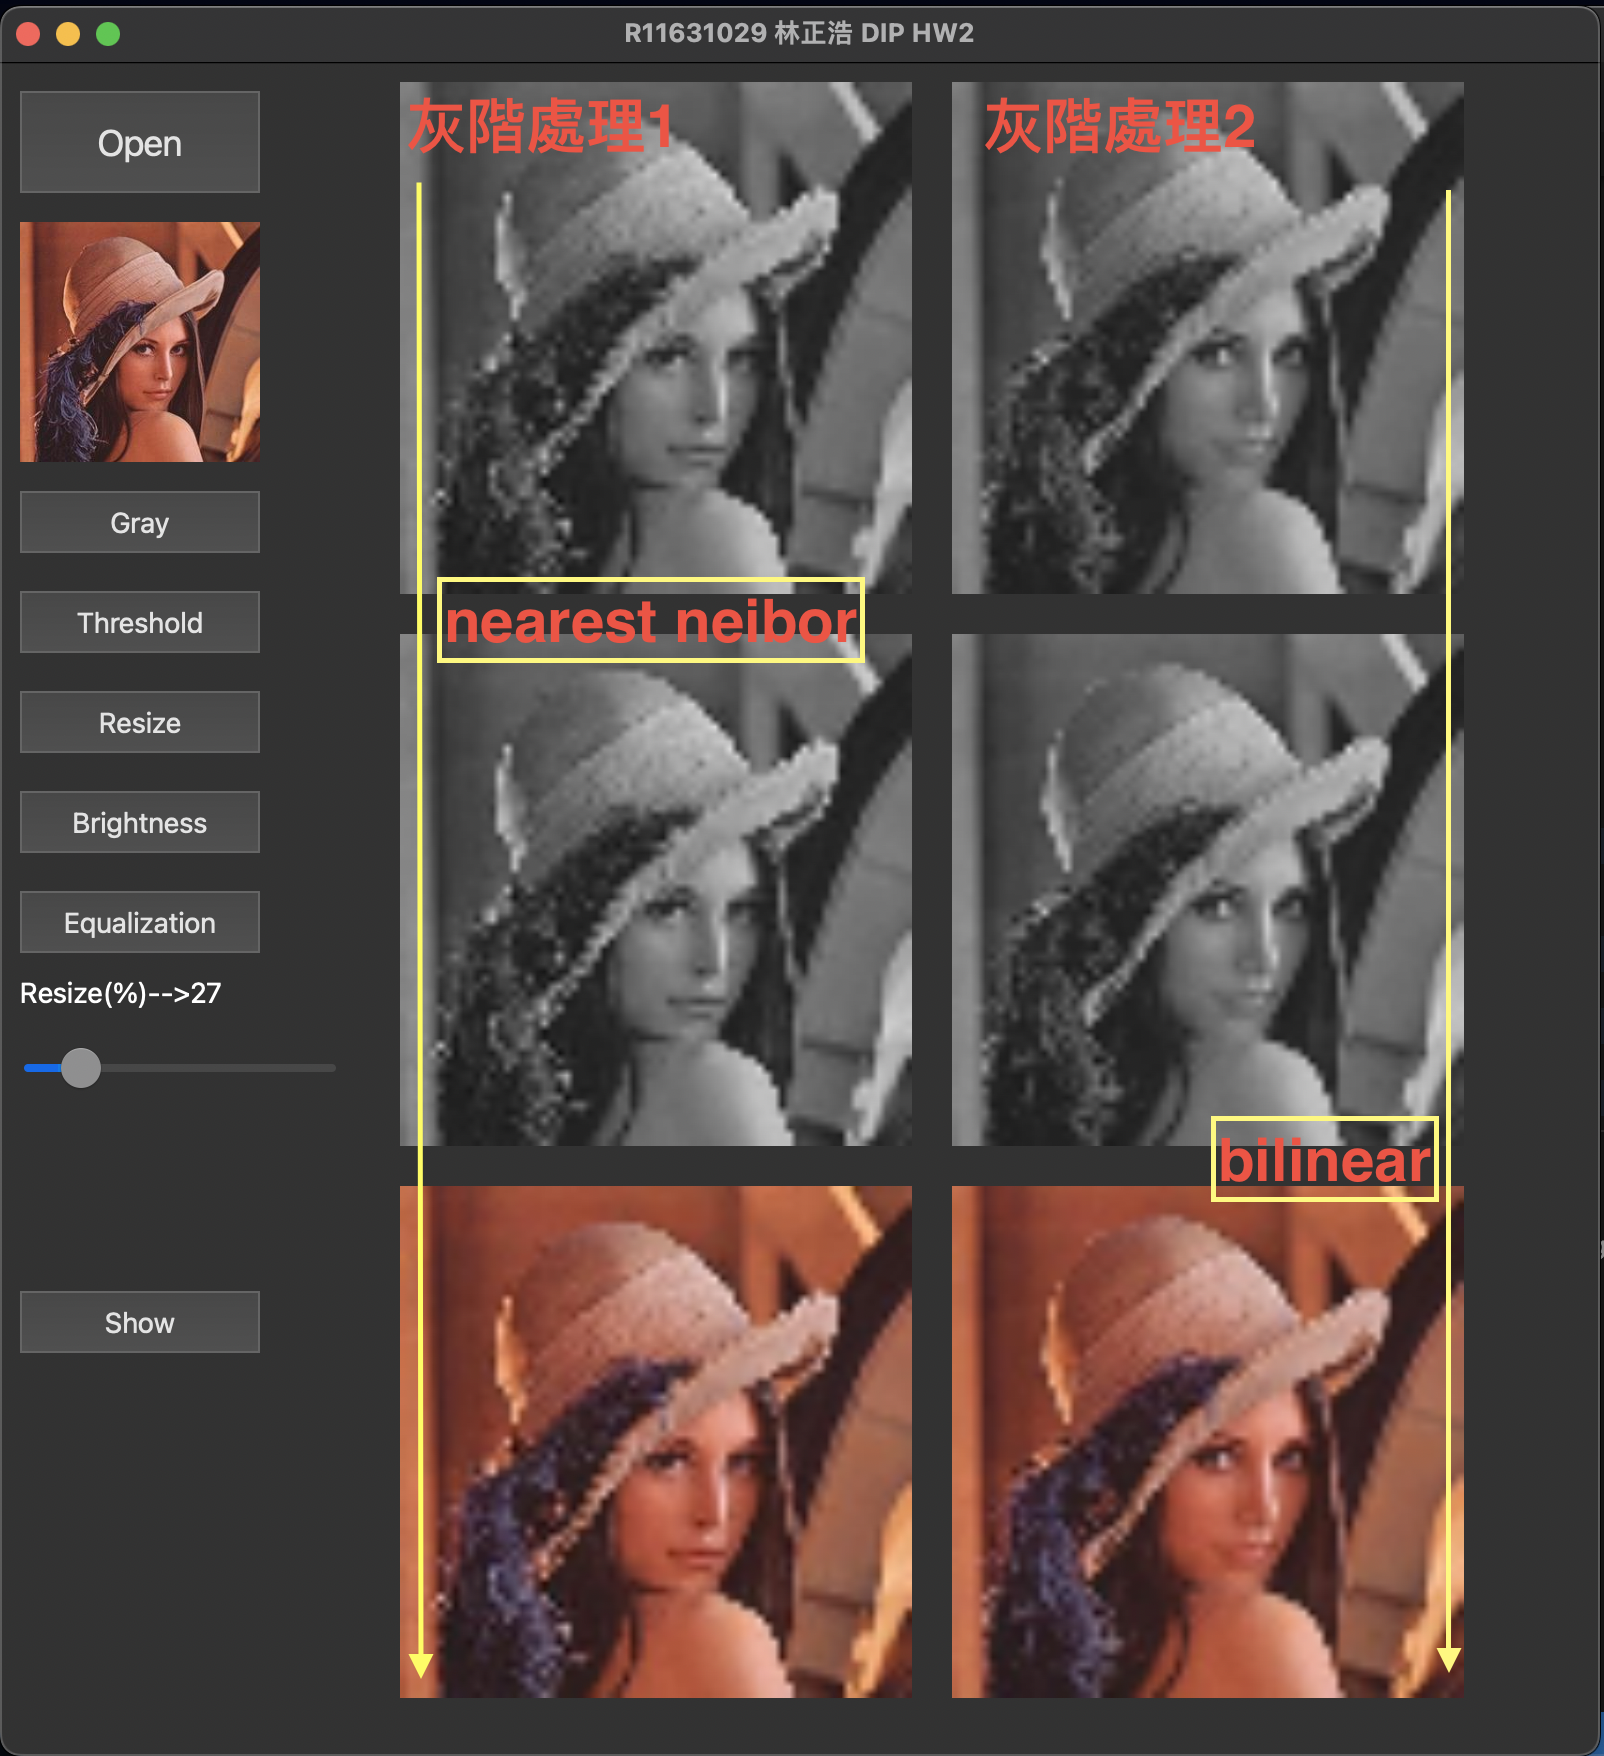 R11631029 林正浩 DIP HW2
Open
Gray
Threshold
Resize
Brightness
Equalization
Resize(%)-->27
Show
灰階處理1
灰階處理2
nearest neibor
bilinear